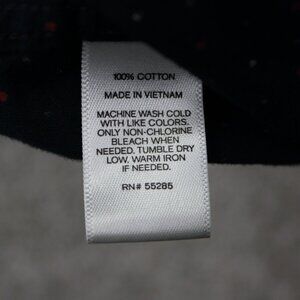 100% COTTON
MADE IN VIETNAM
MACHINE WASH COLD
WITH LIKE COLORS.
ONLY NON-CHLORINE
BLEACH WHEN
NEEDED. TUMBLE DRY
LOW, WARM IRON
IF NEEDED.
RN# 55285